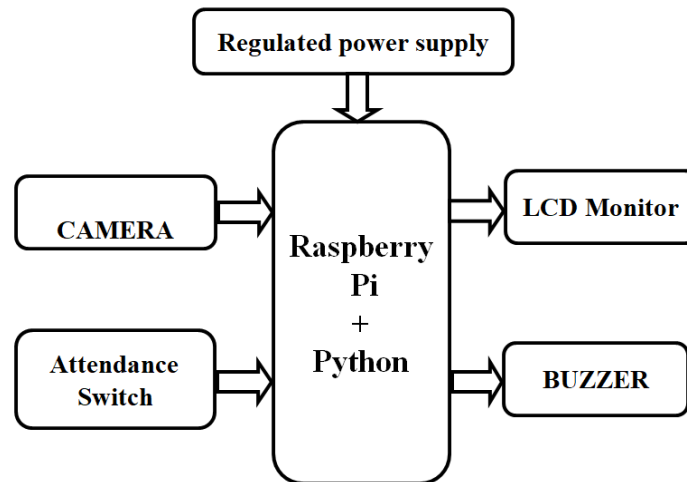 Regulated power supply
CAMERA
Attendance
Switch
Raspberry
Pi
+
Python
LCD Monitor
BUZZER